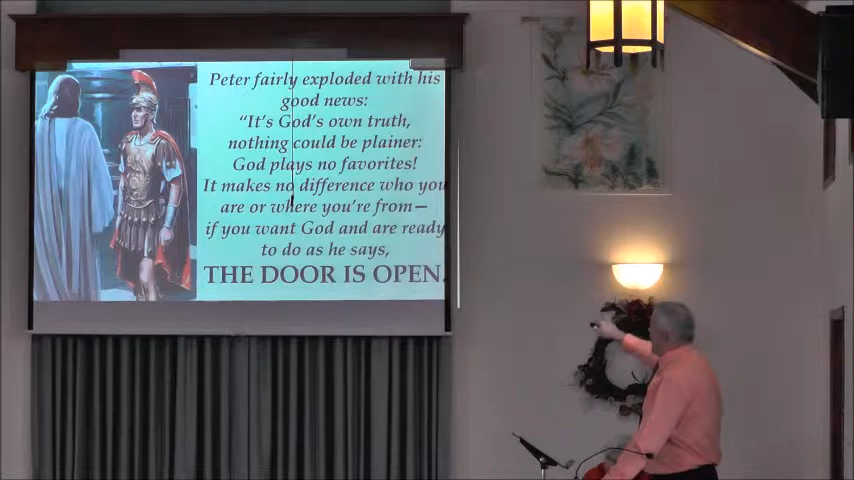 Peter fairly exploded with his
good news:
“It’s God’s own truth,
nothing could be plainer:
God plays no favorites!
It makes no difference who you
are or where you’re from—
if you want God and are ready
to do as he says,
THE DOOR IS OPEN.